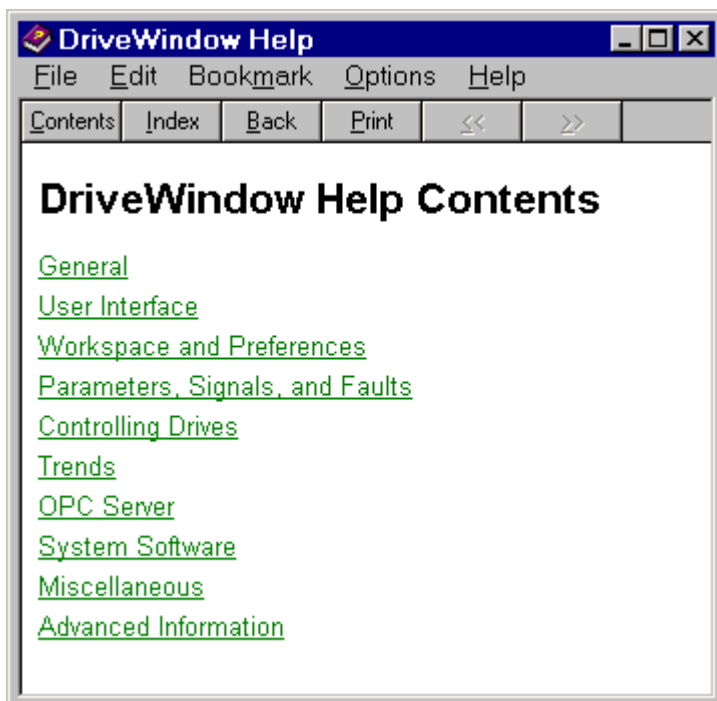 DriveWindow Help
File Edit Bookmark Options Help
Contents Index Back Print << >>
DriveWindow Help Contents
General
User Interface
Workspace and Preferences
Parameters, Signals, and Faults
Controlling Drives
Trends
OPC Server
System Software
Miscellaneous
Advanced Information